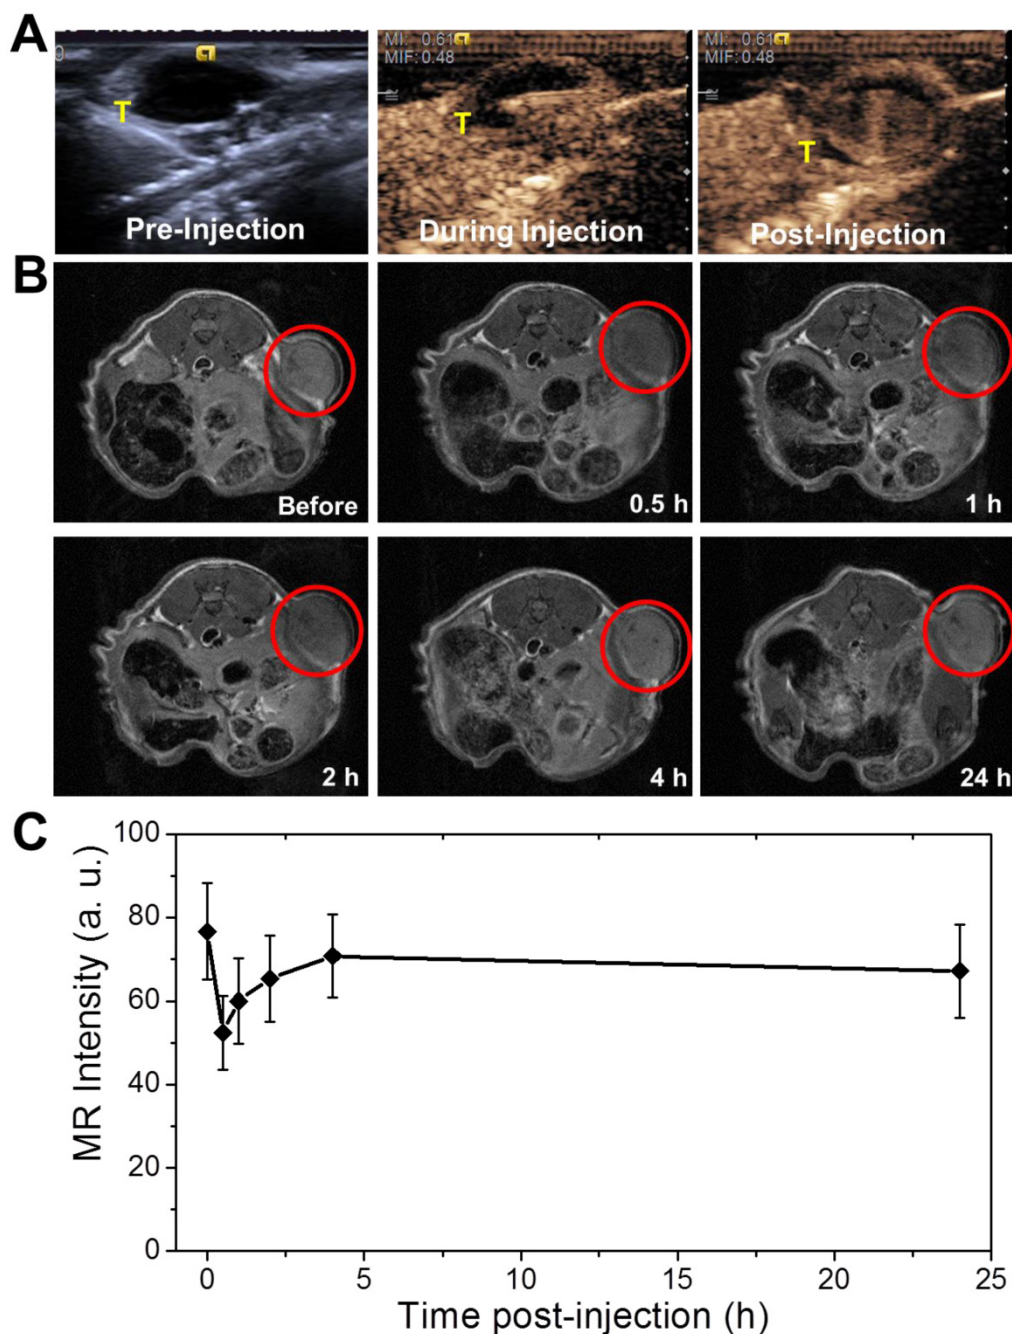 A
T
Pre-Injection
MI: 0.61
MIF: 0.48
T
During Injection
MI: 0.61
MIF: 0.48
T
Post-Injection
B
Before
0.5 h
1 h
2 h
4 h
24 h
C
MR Intensity (a. u.)
100
80
60
40
20
0
0 5 10 15 20 25
Time post-injection (h)